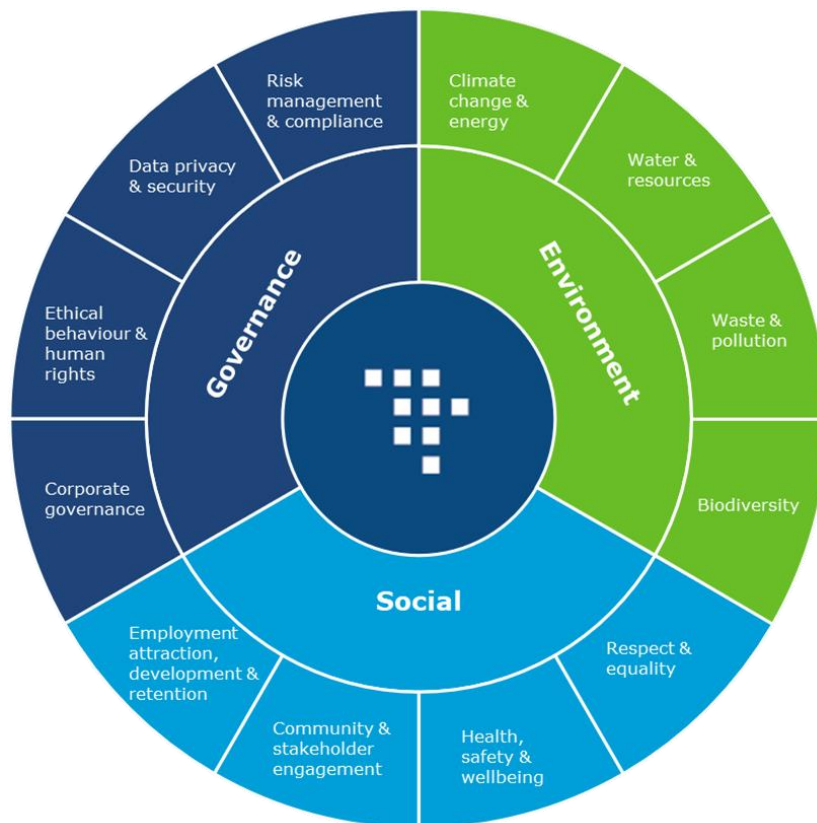 Risk
management
& compliance
Climate
change &
energy
Data privacy
& security
Water &
resources
Governance
Environment
Ethical
behaviour &
human
rights
Waste &
pollution
Corporate
governance
Biodiversity
Social
Employment
attraction,
development &
retention
Respect &
equality
Community &
stakeholder
engagement
Health,
safety &
wellbeing